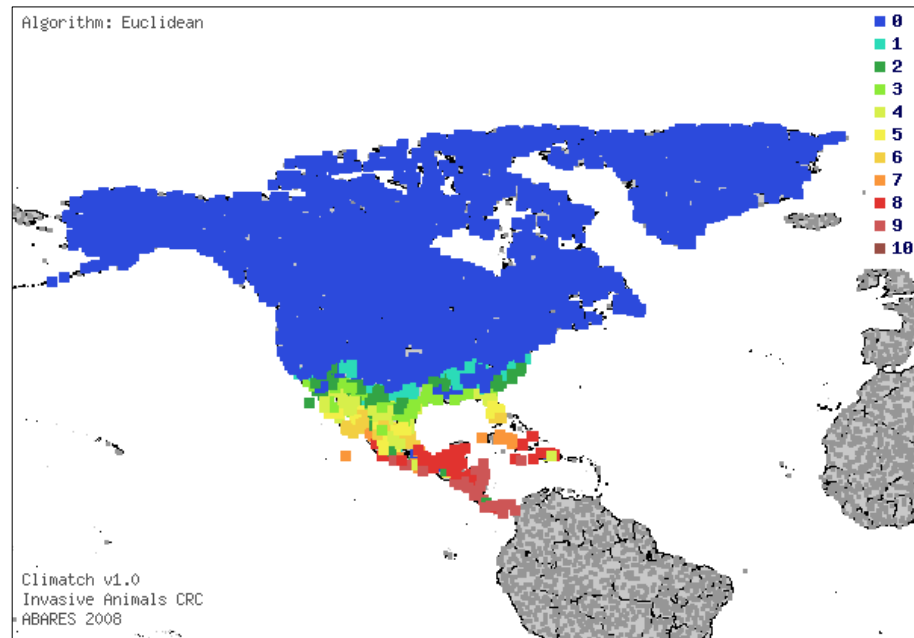 Algorithm: Euclidean
0
1
2
3
4
5
6
7
8
9
10
Climatch v1.0
Invasive Animals CRC
ABARES 2008